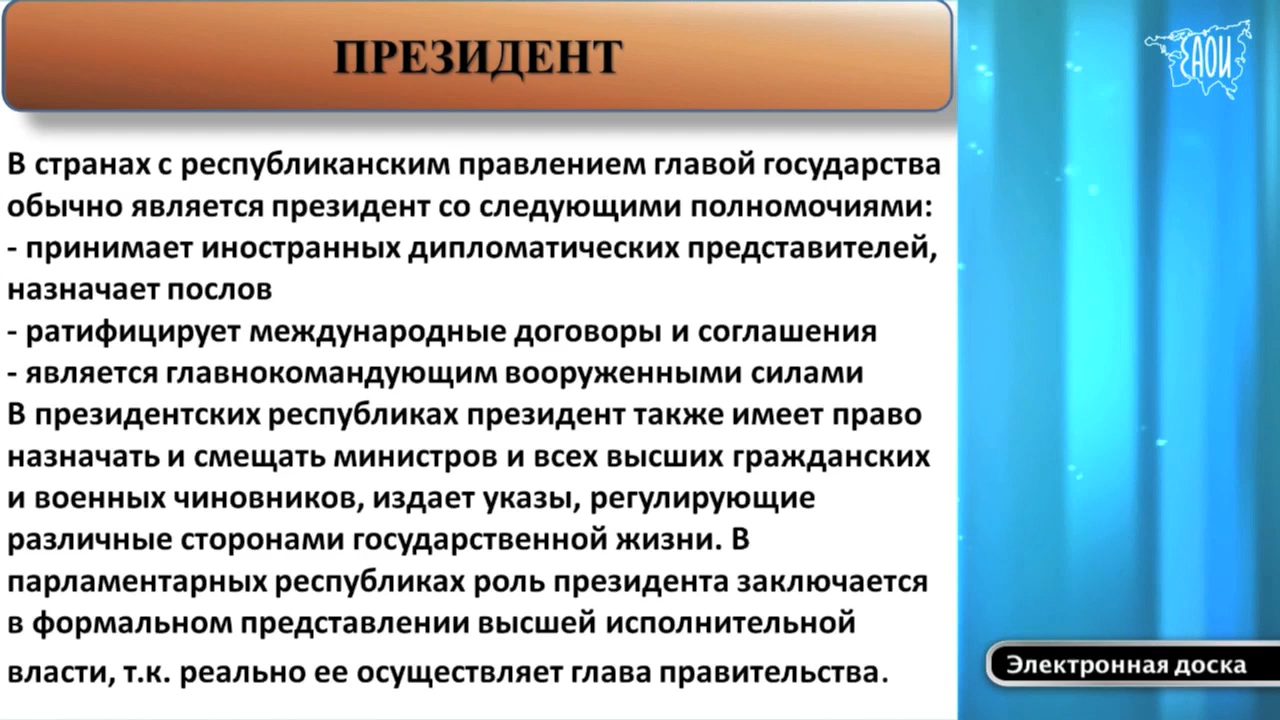 ПРЕЗИДЕНТ
ЕАОИ
В странах с республиканским правлением главой государства
обычно является президент со следующими полномочиями:
- принимает иностранных дипломатических представителей,
назначает послов
- ратифицирует международные договоры и соглашения
- является главнокомандующим вооруженными силами
В президентских республиках президент также имеет право
назначать и смещать министров и всех высших гражданских
и военных чиновников, издает указы, регулирующие
различные сторонами государственной жизни. В
парламентарных республиках роль президента заключается
в формальном представлении высшей исполнительной
власти, т.к. реально ее осуществляет глава правительства.
Электронная доска